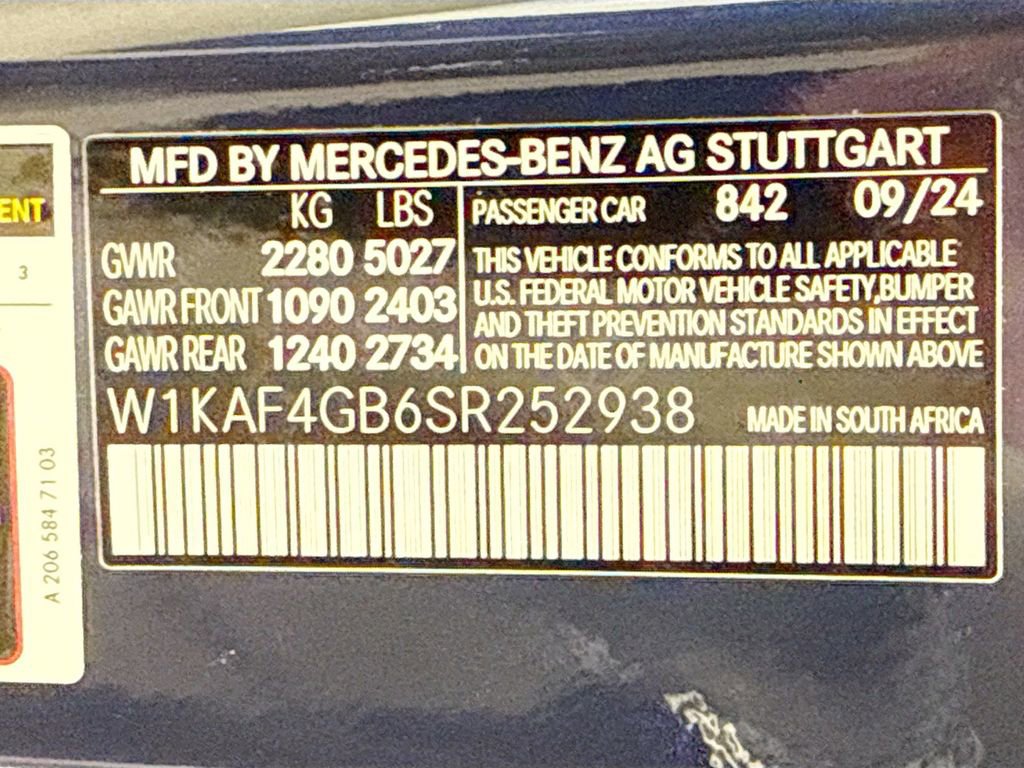 MFD BY MERCEDES-BENZ AG STUTTGART
KG LBS
GVWR 2280 5027
GAWR FRONT 1090 2403
GAWR REAR 1240 2734
PASSENGER CAR 842 09/24
THIS VEHICLE CONFORMS TO ALL APPLICABLE
U.S. FEDERAL MOTOR VEHICLE SAFETY,BUMPER
AND THEFT PREVENTION STANDARDS IN EFFECT
ON THE DATE OF MANUFACTURE SHOWN ABOVE
W1KAF4GB6SR252938 MADE IN SOUTH AFRICA
ENT
3
A 206 584 71 03